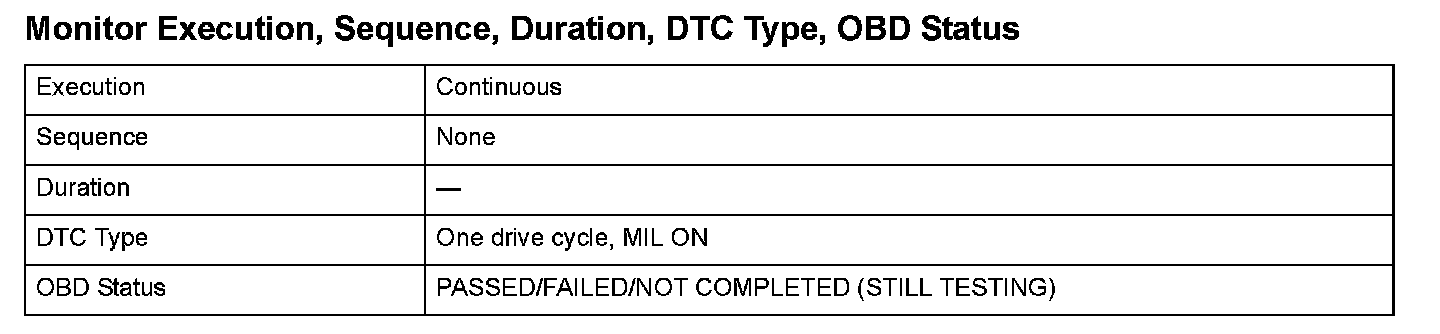 Monitor Execution, Sequence, Duration, DTC Type, OBD Status
Execution Continuous
Sequence None
Duration —
DTC Type One drive cycle, MIL ON
OBD Status PASSED/FAILED/NOT COMPLETED (STILL TESTING)